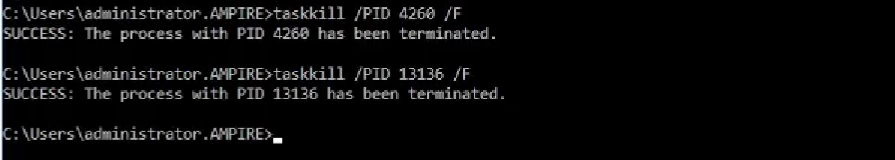 C:\Users\administrator.AMPIRE>taskkill /PID 4260 /F
SUCCESS: The process with PID 4260 has been terminated.
C:\Users\administrator.AMPIRE>taskkill /PID 13136 /F
SUCCESS: The process with PID 13136 has been terminated.
C:\Users\administrator.AMPIRE>